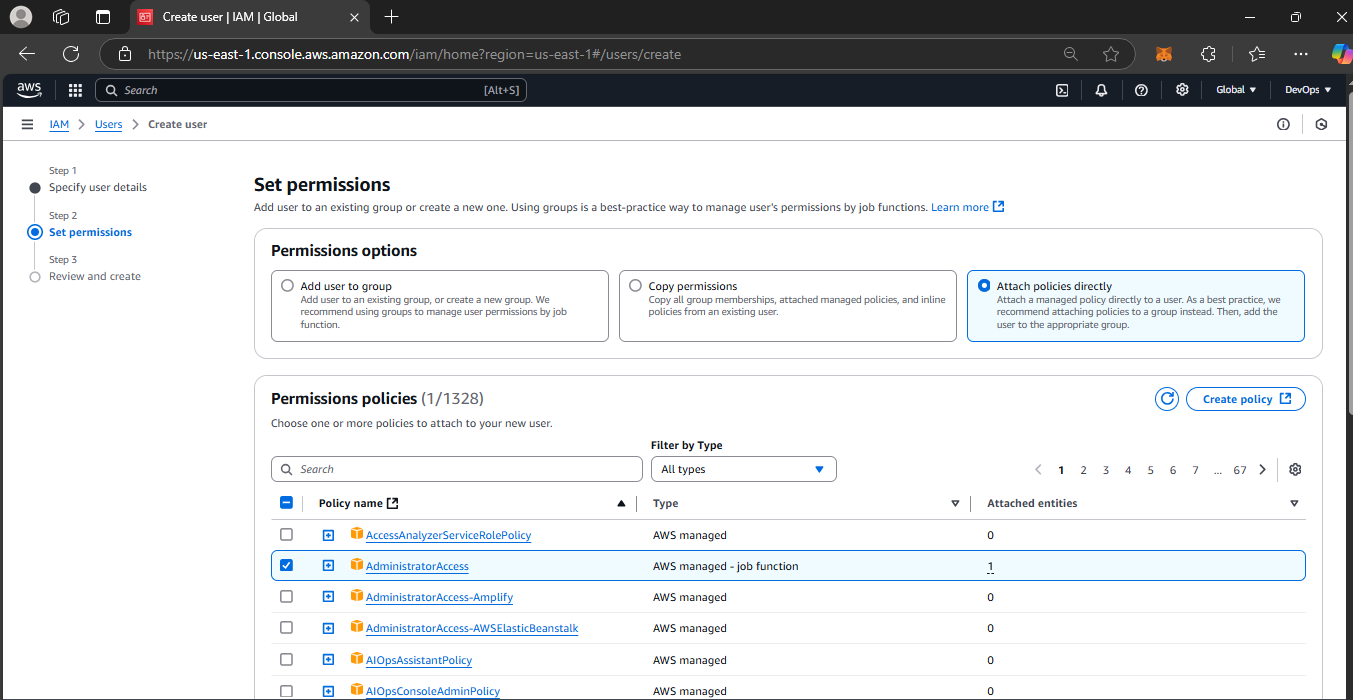 Create user | IAM | Global
https://us-east-1.console.aws.amazon.com/iam/home?region=us-east-1#/users/create
aws
Search [Alt+S]
Global
DevOps
IAM
Users
Create user
Step 1
Specify user details
Step 2
Set permissions
Step 3
Review and create
Set permissions
Add user to an existing group or create a new one. Using groups is a best-practice way to manage user's permissions by job functions. Learn more
Permissions options
Add user to group
Add user to an existing group, or create a new group. We
recommend using groups to manage user permissions by job
function.
Copy permissions
Copy all group memberships, attached managed policies, and inline
policies from an existing user.
Attach policies directly
Attach a managed policy directly to a user. As a best practice, we
recommend attaching policies to a group instead. Then, add the
user to the appropriate group.
Permissions policies (1/1328)
Create policy
Choose one or more policies to attach to your new user.
Filter by Type
Search
All types
1 2 3 4 5 6 7 ... 67
Policy name Type Attached entities
AccessAnalyzerServiceRolePolicy AWS managed 0
AdministratorAccess AWS managed - job function 1
AdministratorAccess-Amplify AWS managed 0
AdministratorAccess-AWSElasticBeanstalk AWS managed 0
AIOpsAssistantPolicy AWS managed 0
AIOpsConsoleAdminPolicy AWS managed 0